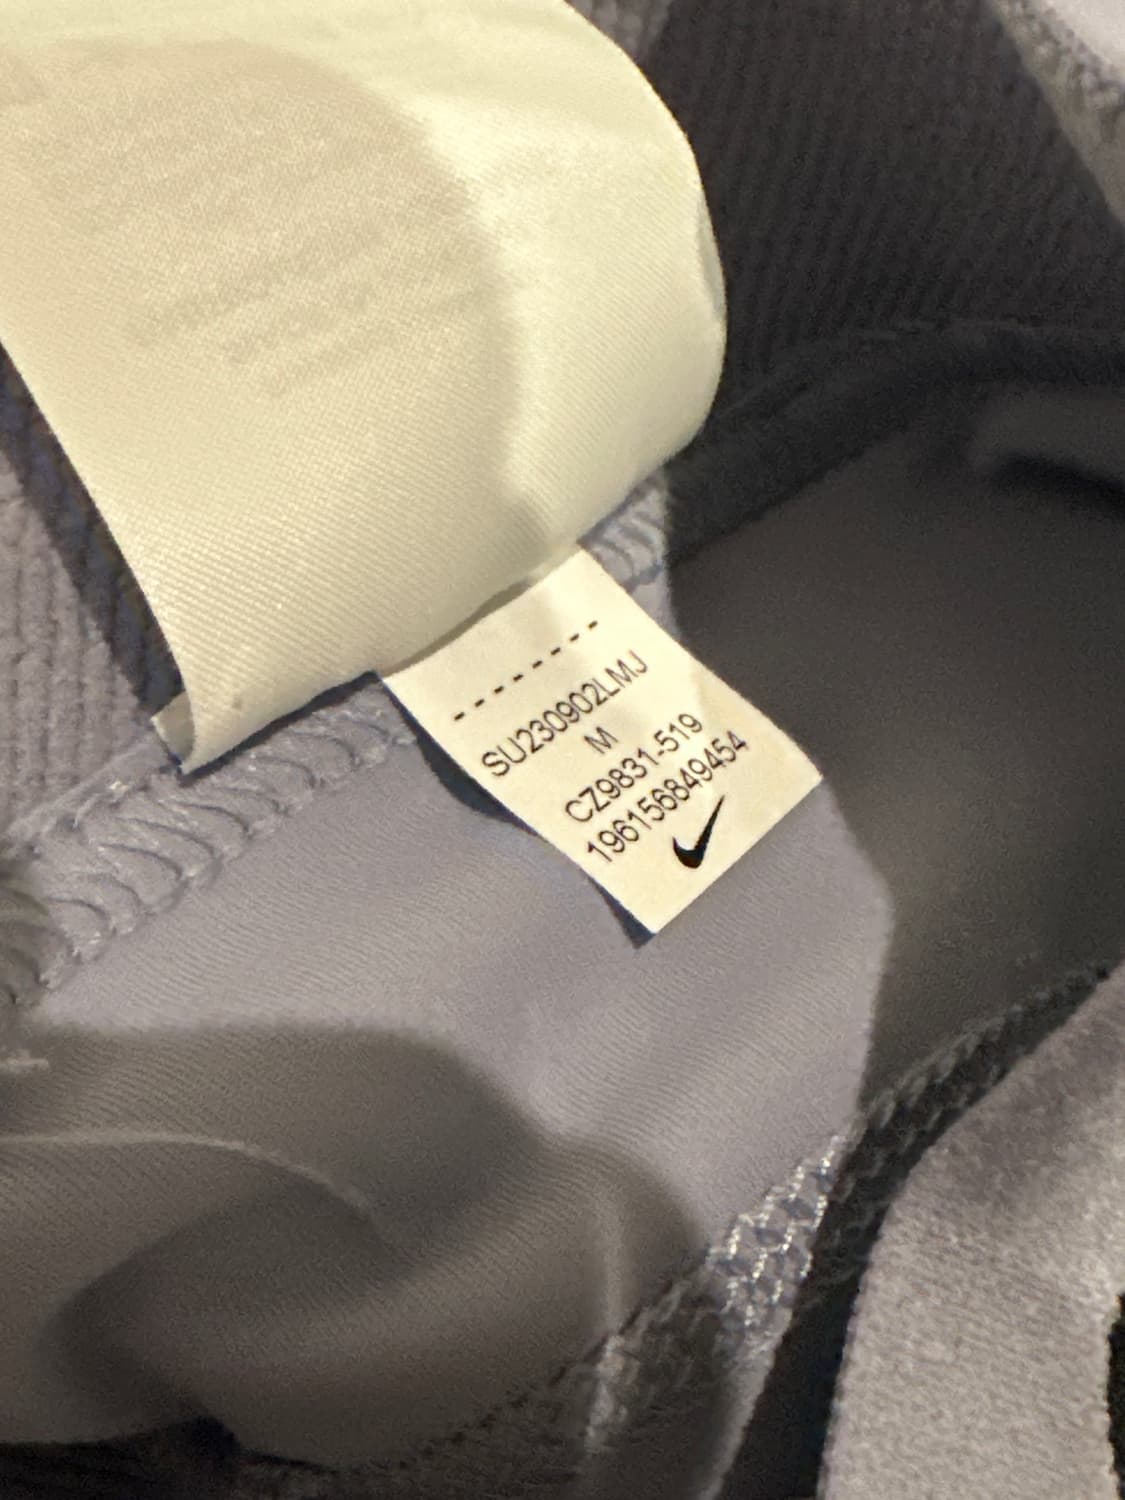 --------
SU230902LMJ
M
CZ9831-519
196156849454